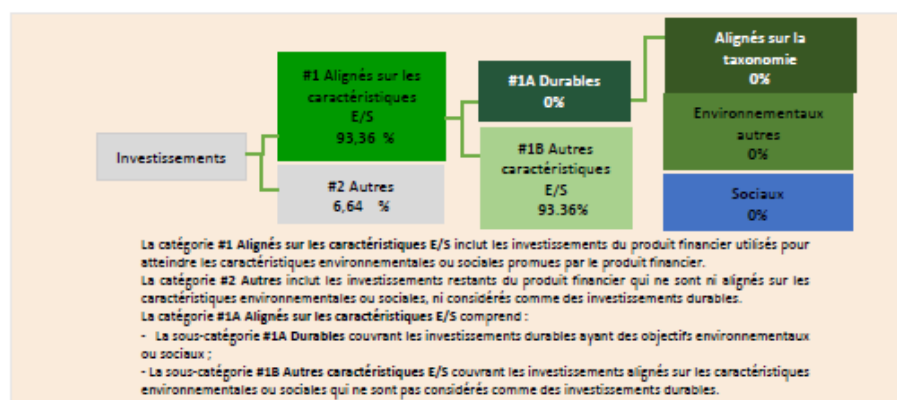 Investissements
#1 Alignés sur les
caractéristiques
E/S
93,36 %
#2 Autres
6,64 %
#1A Durables
0%
#1B Autres
caractéristiques
E/S
93.36%
Alignés sur la
taxonomie
0%
Environnementaux
autres
0%
Sociaux
0%
La catégorie #1 Alignés sur les caractéristiques E/S inclut les investissements du produit financier utilisés pour
atteindre les caractéristiques environnementales ou sociales promues par le produit financier.
La catégorie #2 Autres inclut les investissements restants du produit financier qui ne sont ni alignés sur les
caractéristiques environnementales ou sociales, ni considérés comme des investissements durables.
La catégorie #1A Alignés sur les caractéristiques E/S comprend :
- La sous-catégorie #1A Durables couvrant les investissements durables ayant des objectifs environnementaux
ou sociaux ;
- La sous-catégorie #1B Autres caractéristiques E/S couvrant les investissements alignés sur les caractéristiques
environnementales ou sociales qui ne sont pas considérés comme des investissements durables.